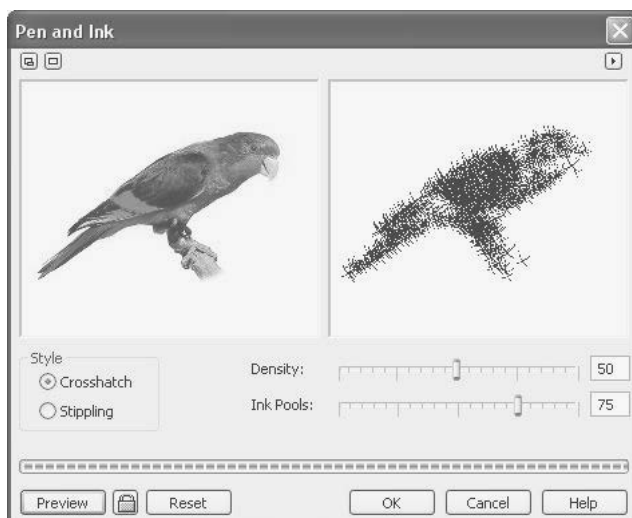 Pen and Ink
Style
Crosshatch
Stippling
Density: 50
Ink Pools: 75
Preview Reset OK Cancel Help